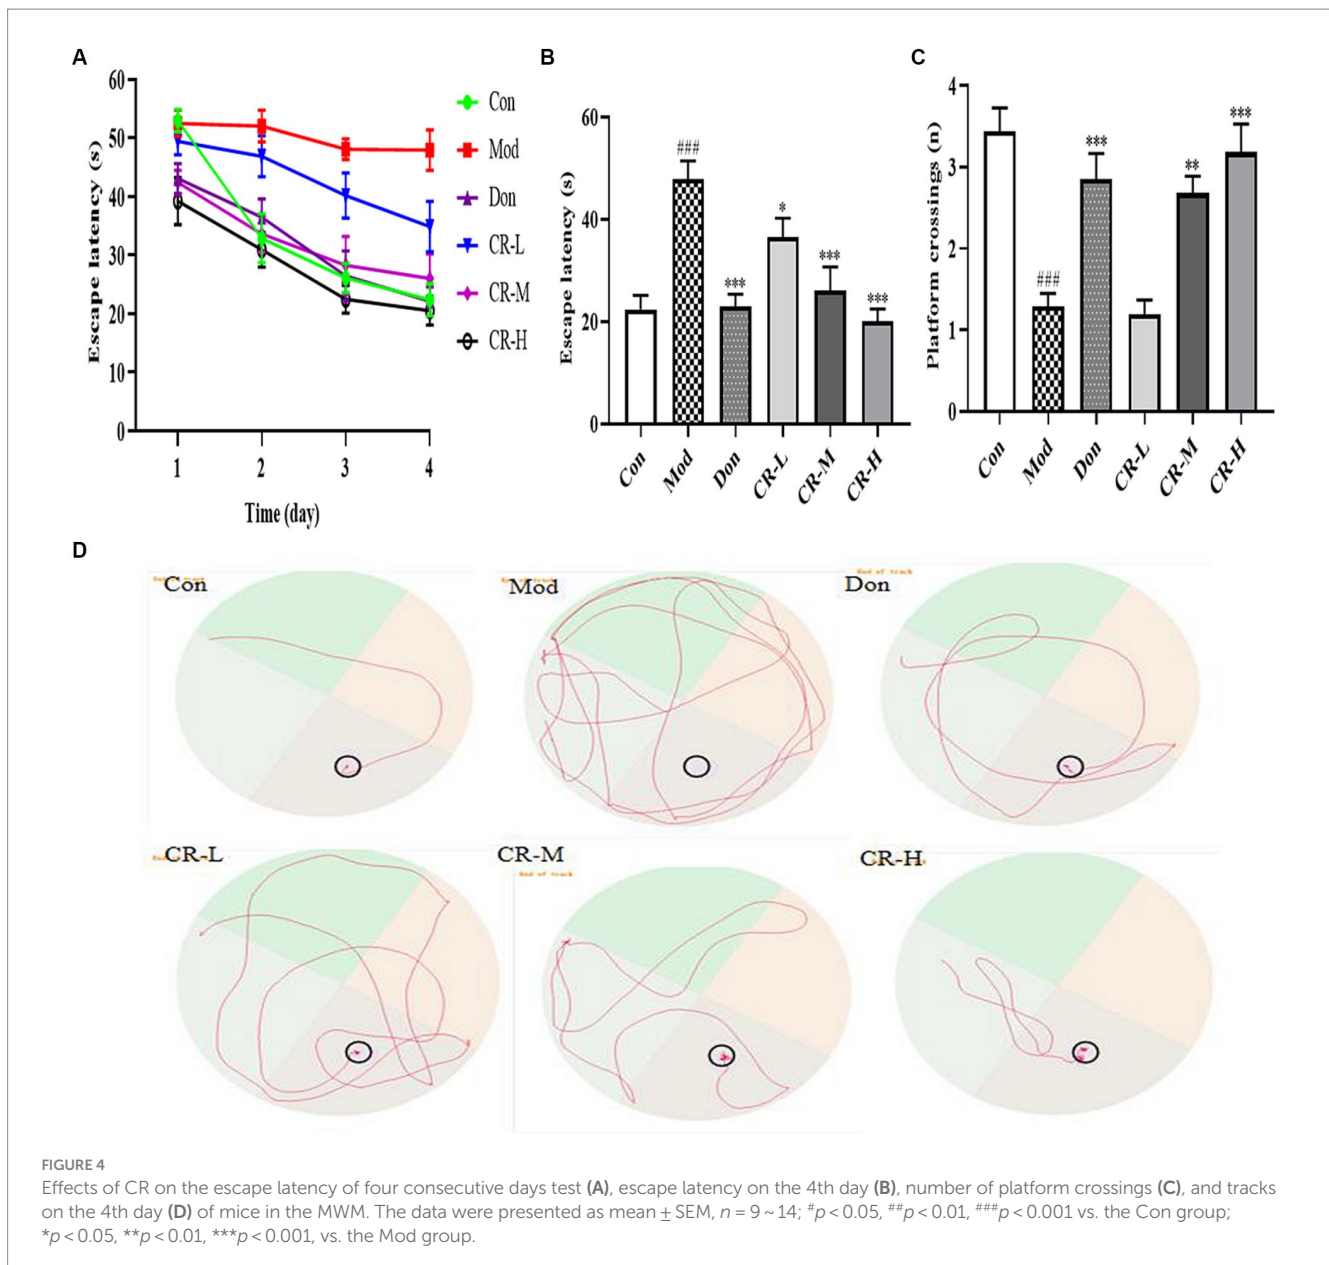 A
60
50
40
30
20
10
0
Escape latency (s)
1 2 3 4
Time (day)
Con
Mod
Don
CR-L
CR-M
CR-H
B
60
40
20
0
Escape latency (s)
###
***
*
***
***
Con Mod Don CR-L CR-M CR-H
C
4
3
2
1
0
Platform crossings (n)
###
***
**
***
Con Mod Don CR-L CR-M CR-H
D
Con
Mod
Don
End of track
CR-L
CR-M
End of track
CR-H
FIGURE 4
Effects of CR on the escape latency of four consecutive days test (A), escape latency on the 4th day (B), number of platform crossings (C), and tracks
on the 4th day (D) of mice in the MWM. The data were presented as mean ± SEM, n = 9 ~ 14; #p < 0.05, ##p < 0.01, ###p < 0.001 vs. the Con group;
*p < 0.05, **p < 0.01, ***p < 0.001, vs. the Mod group.